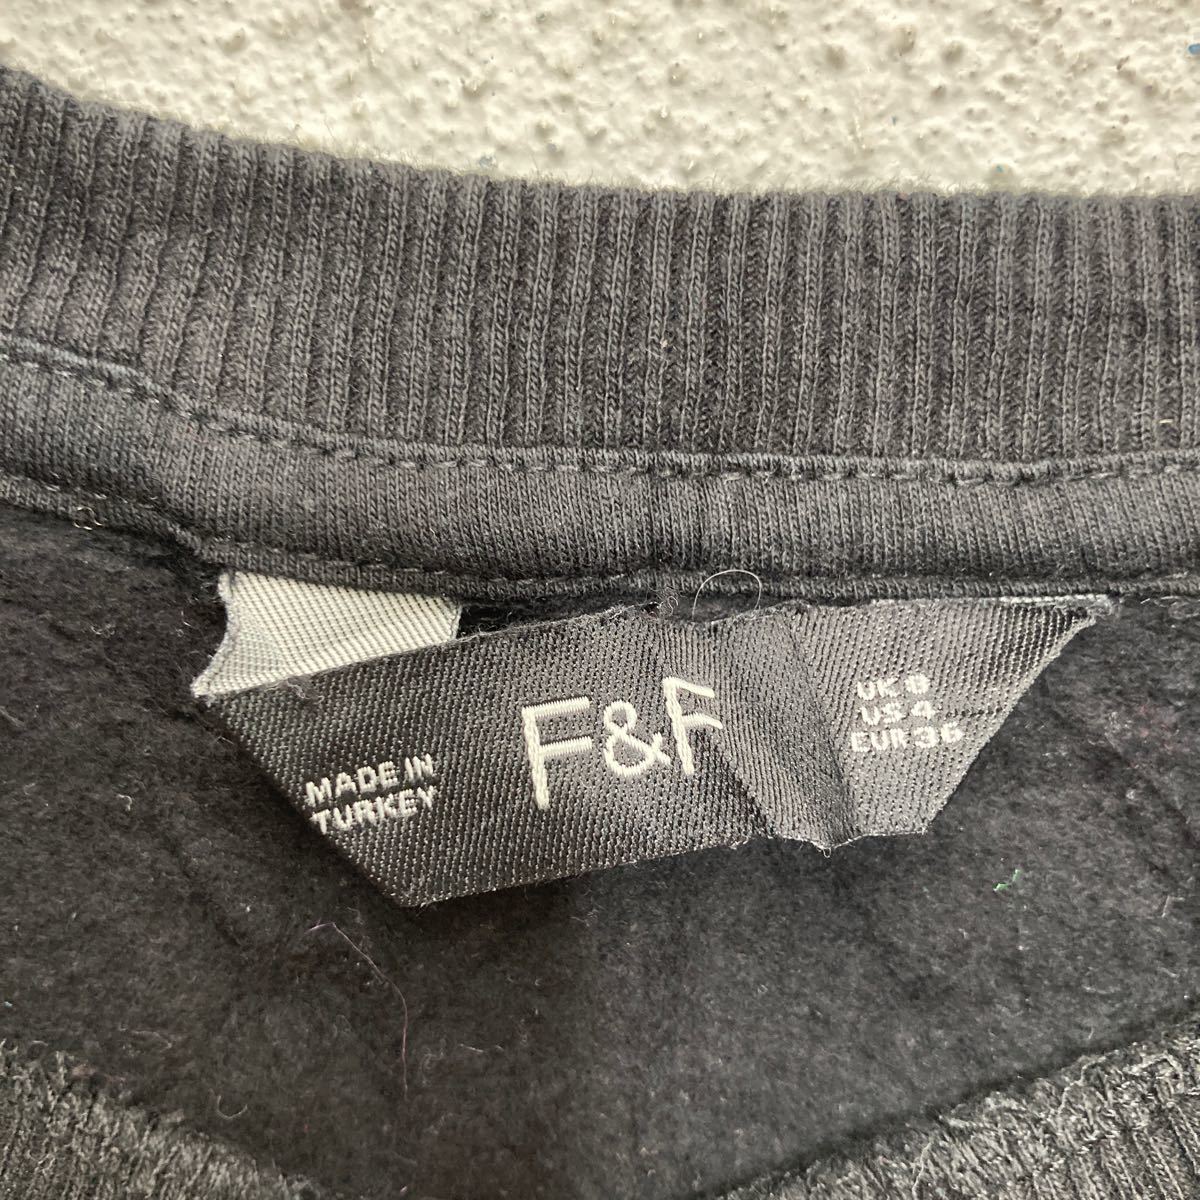 MADE IN
TURKEY
F&F
UK 8
US 4
EUR 36